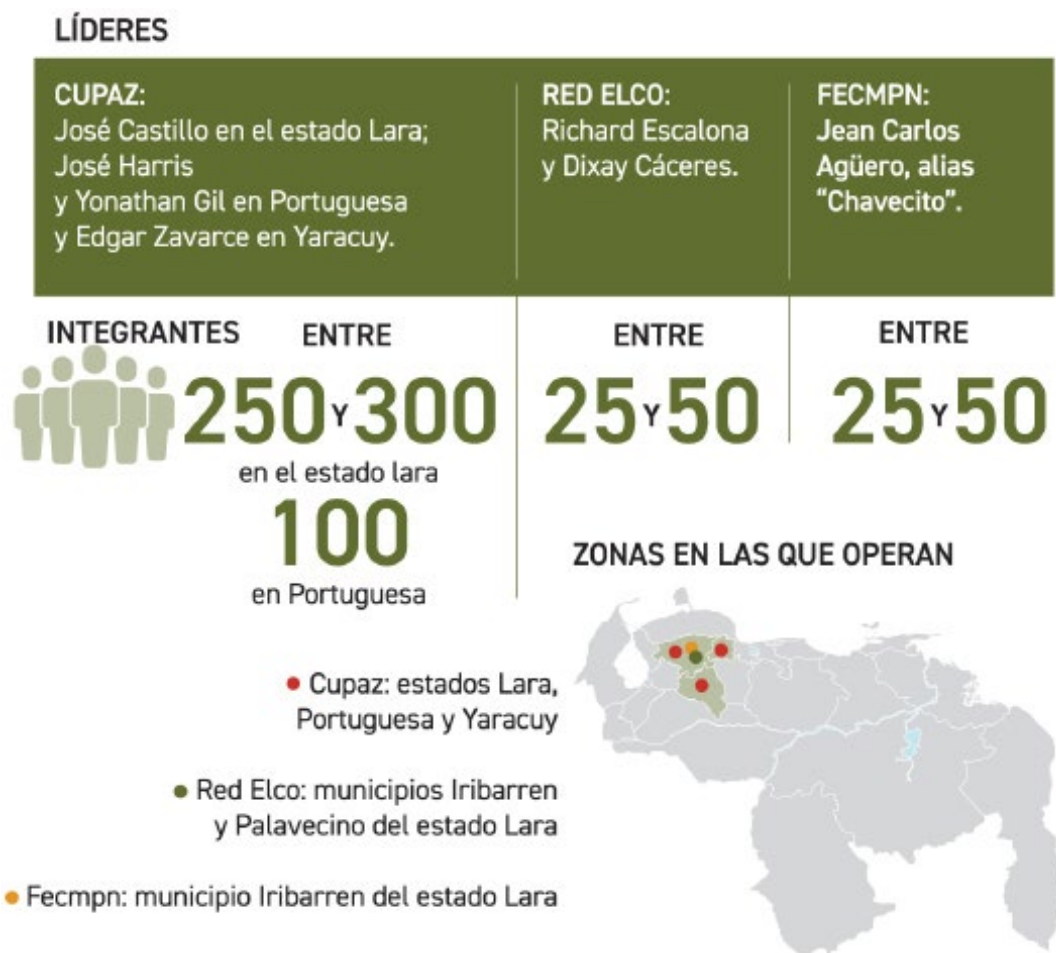 LÍDERES
CUPAZ:
José Castillo en el estado Lara;
José Harris
y Yonathan Gil en Portuguesa
y Edgar Zavarce en Yaracuy.
RED ELCO:
Richard Escalona
y Dixay Cáceres.
FECMPN:
Jean Carlos
Agüero, alias
“Chavecito”.
INTEGRANTES
ENTRE
250 Y 300
en el estado lara
100
en Portuguesa
ENTRE
25 Y 50
ENTRE
25 Y 50
ZONAS EN LAS QUE OPERAN
Cupaz: estados Lara,
Portuguesa y Yaracuy
Red Elco: municipios Iribarren
y Palavecino del estado Lara
Fecmpn: municipio Iribarren del estado Lara